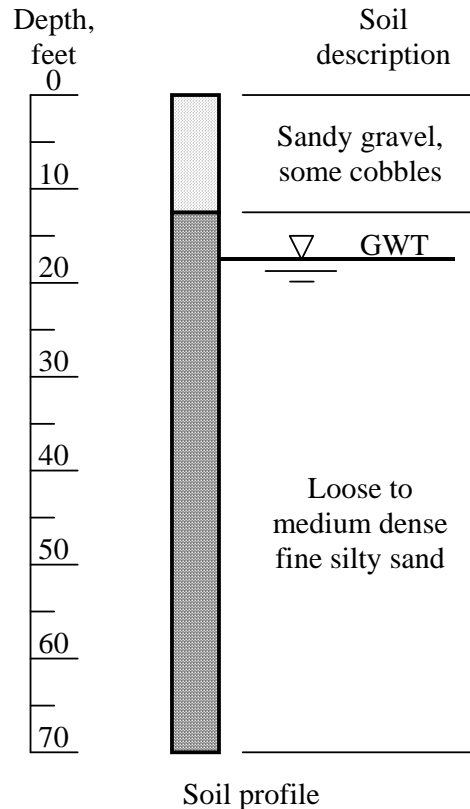 Depth,
feet
Soil
description
0
10
20
30
40
50
60
70
Sandy gravel,
some cobbles
GWT
Loose to
medium dense
fine silty sand
Soil profile